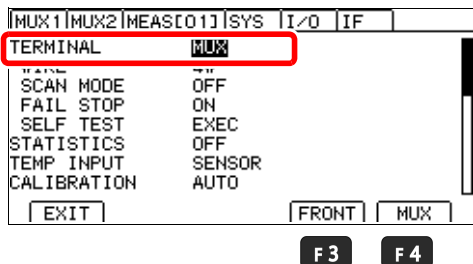 MUX1 MUX2 MEAS[01] SYS I/O IF
TERMINAL MUX
SCAN MODE OFF
FAIL STOP ON
SELF TEST EXEC
STATISTICS OFF
TEMP INPUT SENSOR
CALIBRATION AUTO
EXIT FRONT MUX
F3 F4